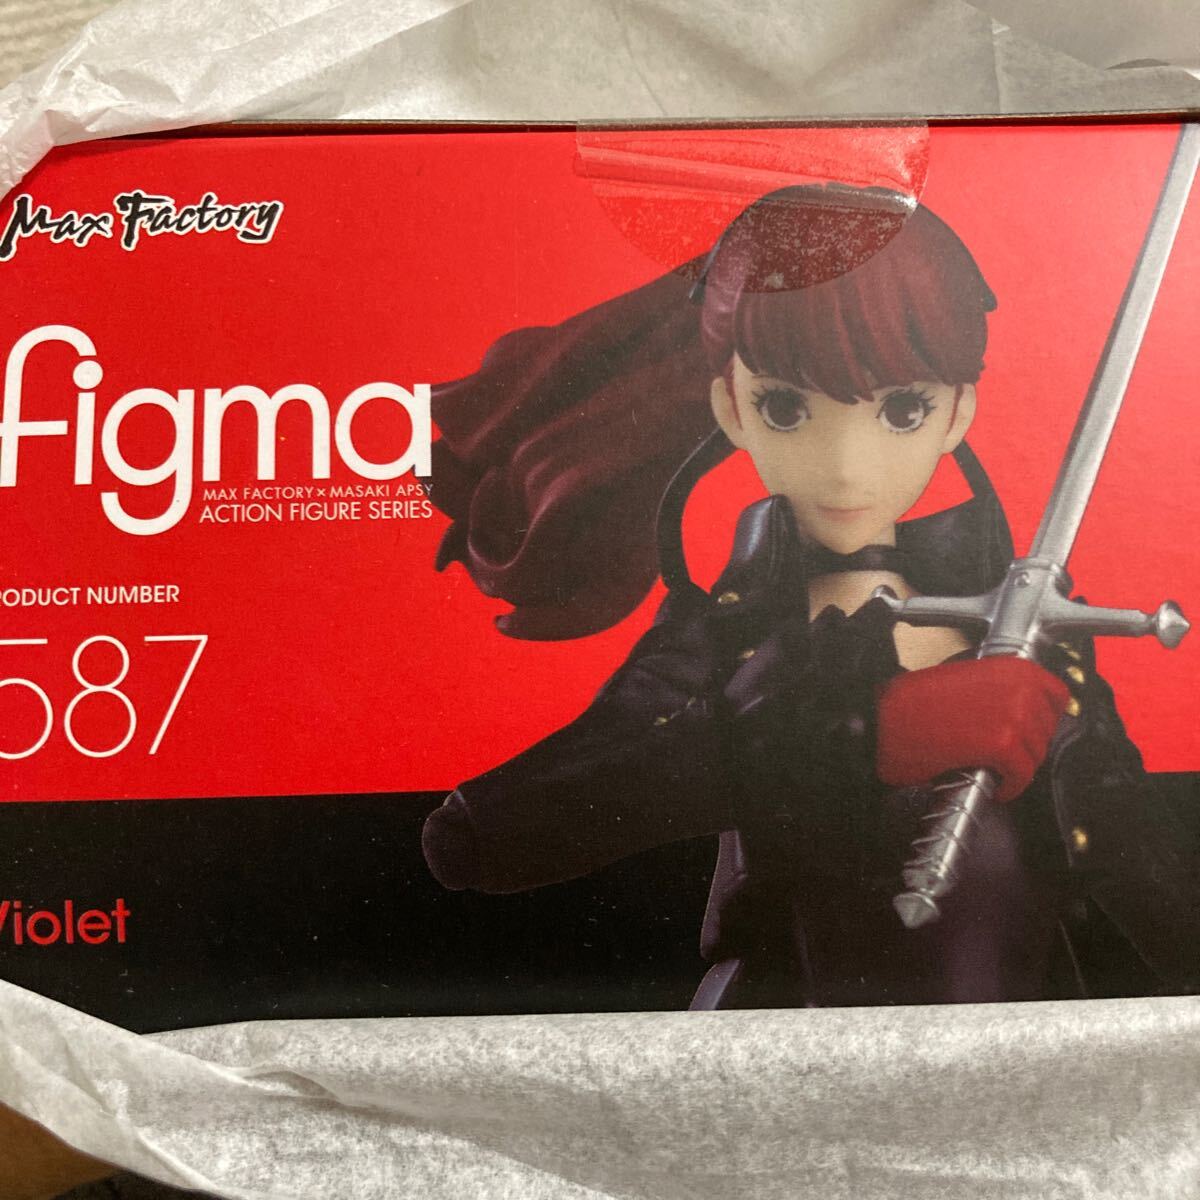 Max Factory
figma
MAX FACTORY × MASAKI APSY
ACTION FIGURE SERIES
PRODUCT NUMBER
587
Violet